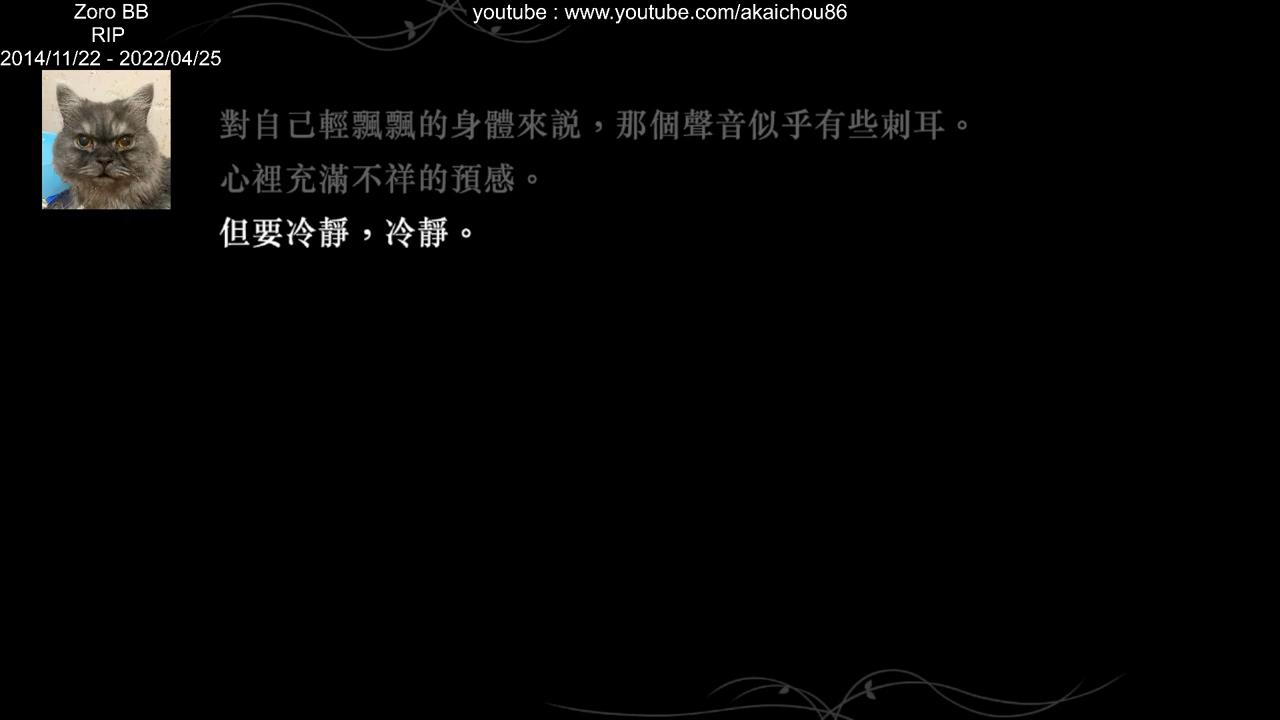 Zoro BB
RIP
2014/11/22 - 2022/04/25
youtube : www.youtube.com/akaichou86
對自己輕飄飄的身體來說，那個聲音似乎有些刺耳。
心裡充滿不祥的預感。
但要冷靜，冷靜。